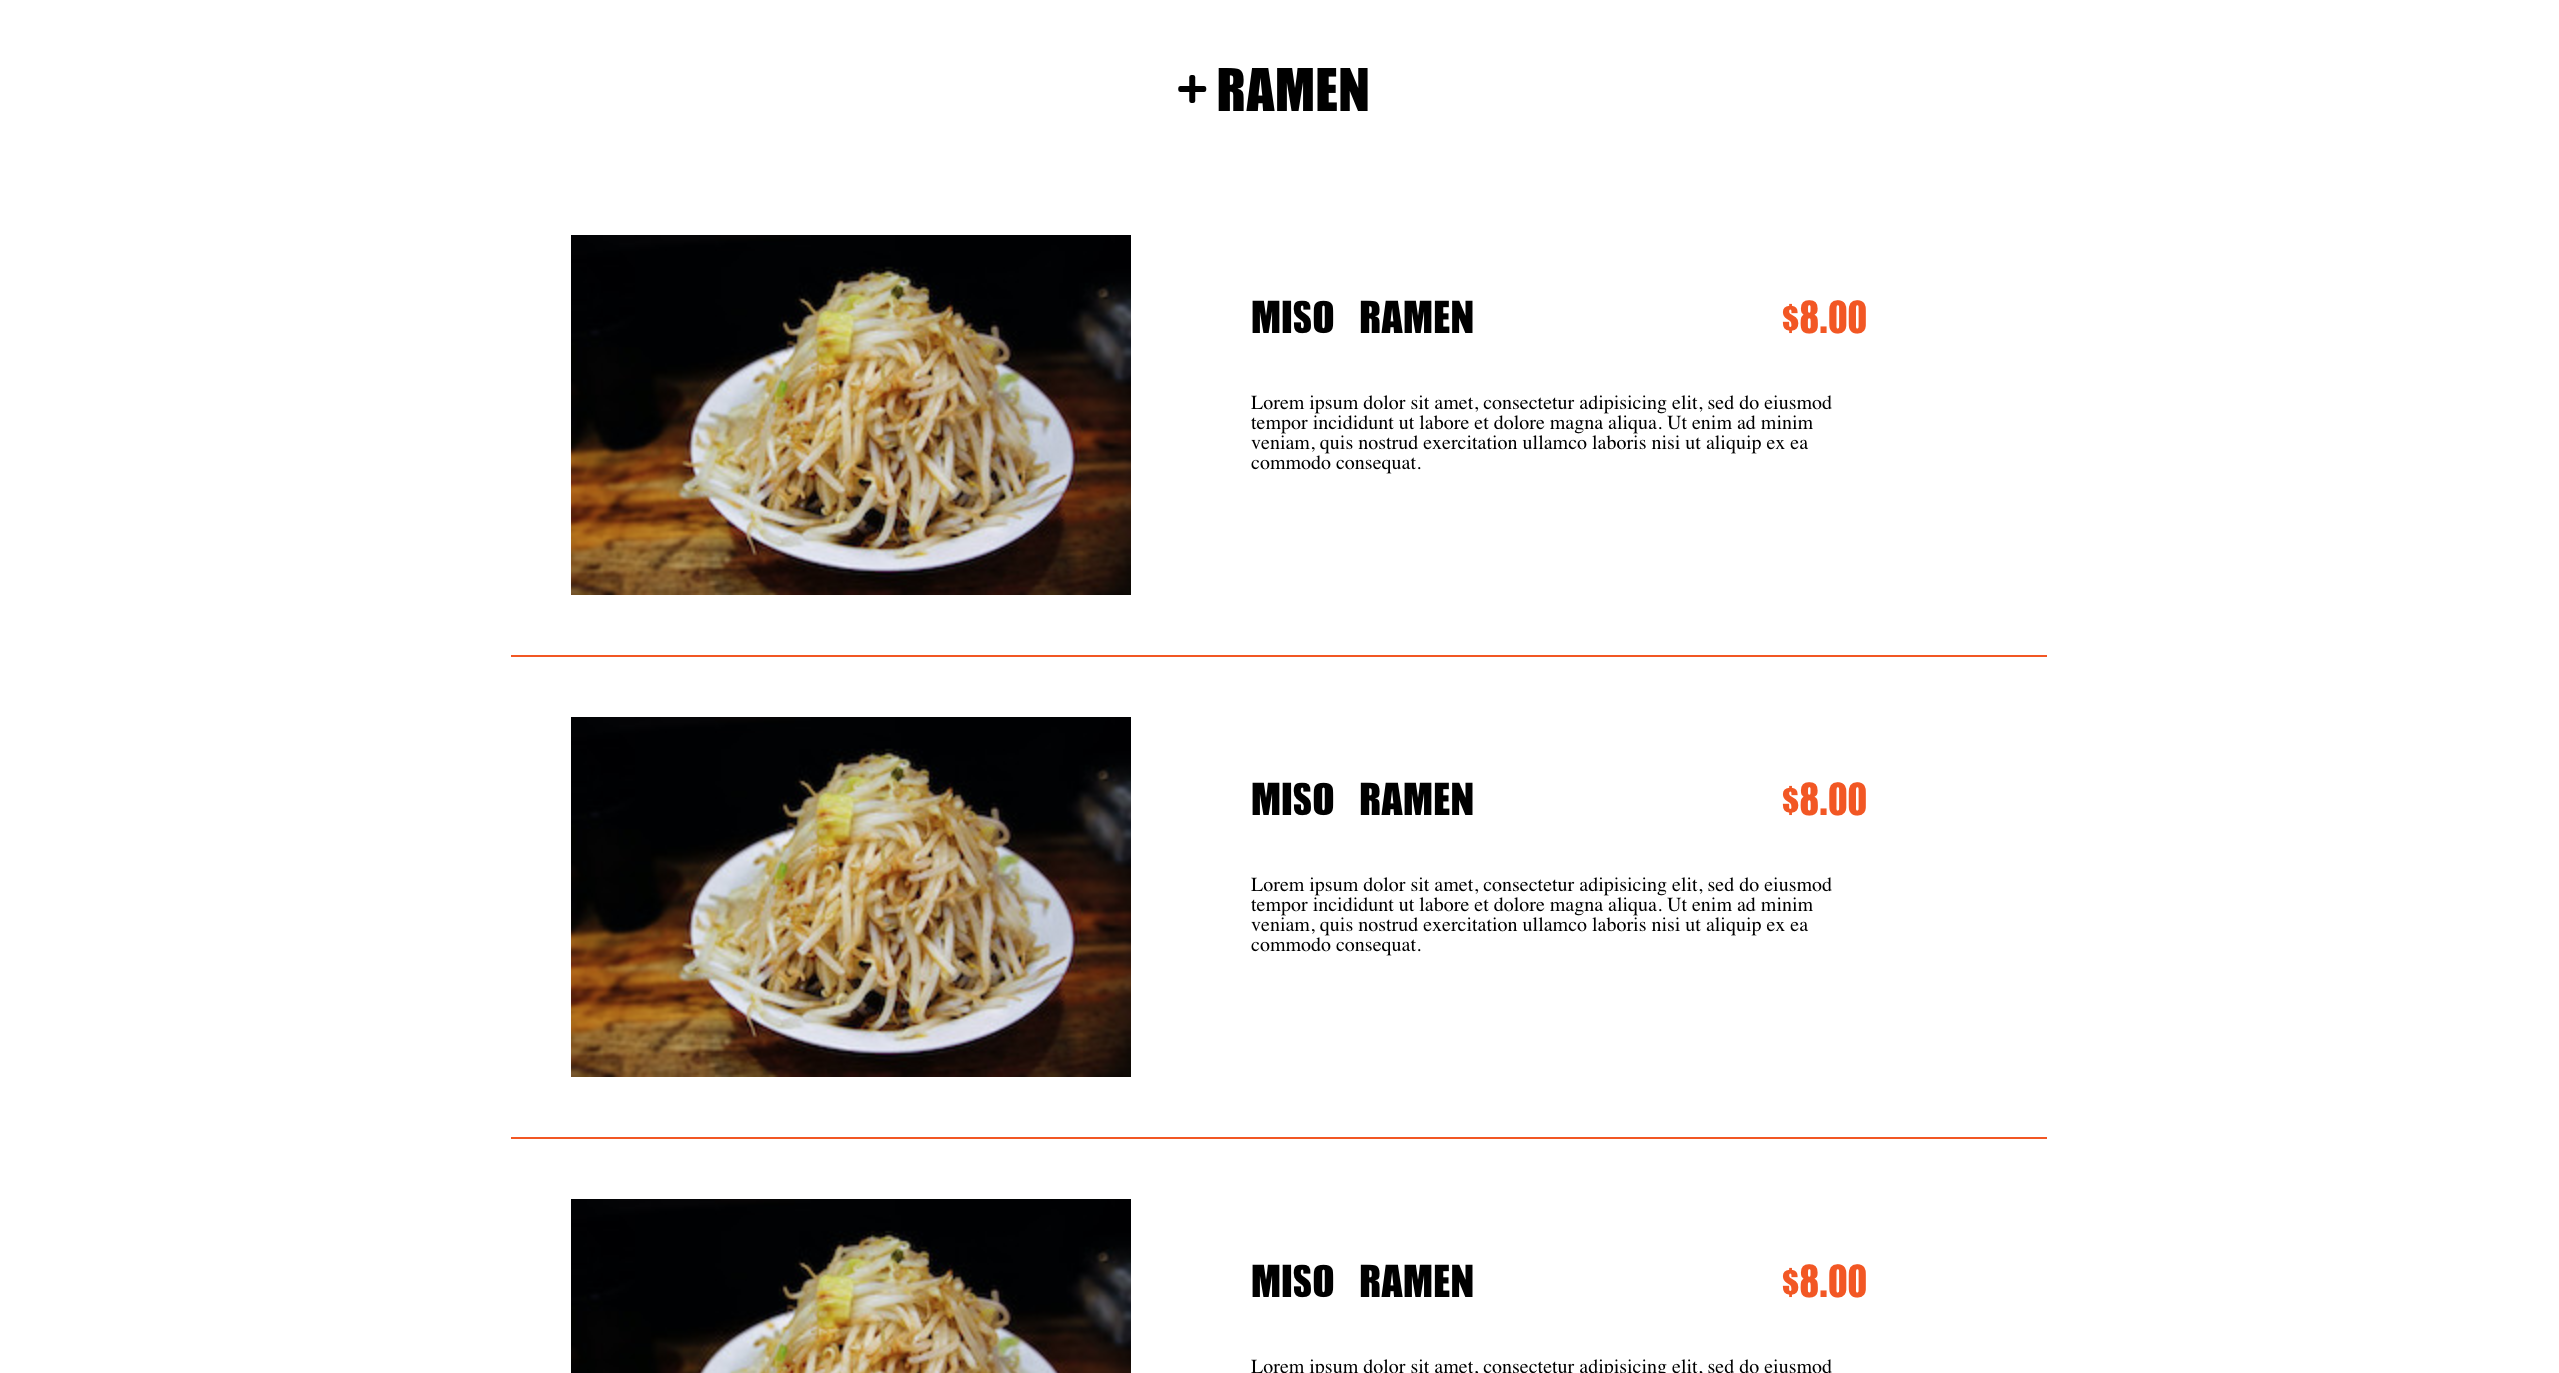 + RAMEN
MISO RAMEN $8.00
Lorem ipsum dolor sit amet, consectetur adipisicing elit, sed do eiusmod
tempor incididunt ut labore et dolore magna aliqua. Ut enim ad minim
veniam, quis nostrud exercitation ullamco laboris nisi ut aliquip ex ea
commodo consequat.
MISO RAMEN $8.00
Lorem ipsum dolor sit amet, consectetur adipisicing elit, sed do eiusmod
tempor incididunt ut labore et dolore magna aliqua. Ut enim ad minim
veniam, quis nostrud exercitation ullamco laboris nisi ut aliquip ex ea
commodo consequat.
MISO RAMEN $8.00
Lorem ipsum dolor sit amet, consectetur adipisicing elit, sed do eiusmod